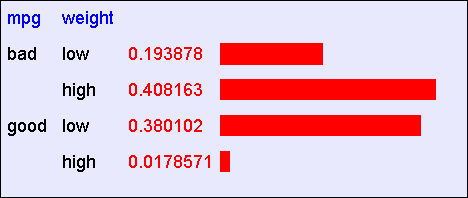 mpg weight
bad low 0.193878
high 0.408163
good low 0.380102
high 0.0178571